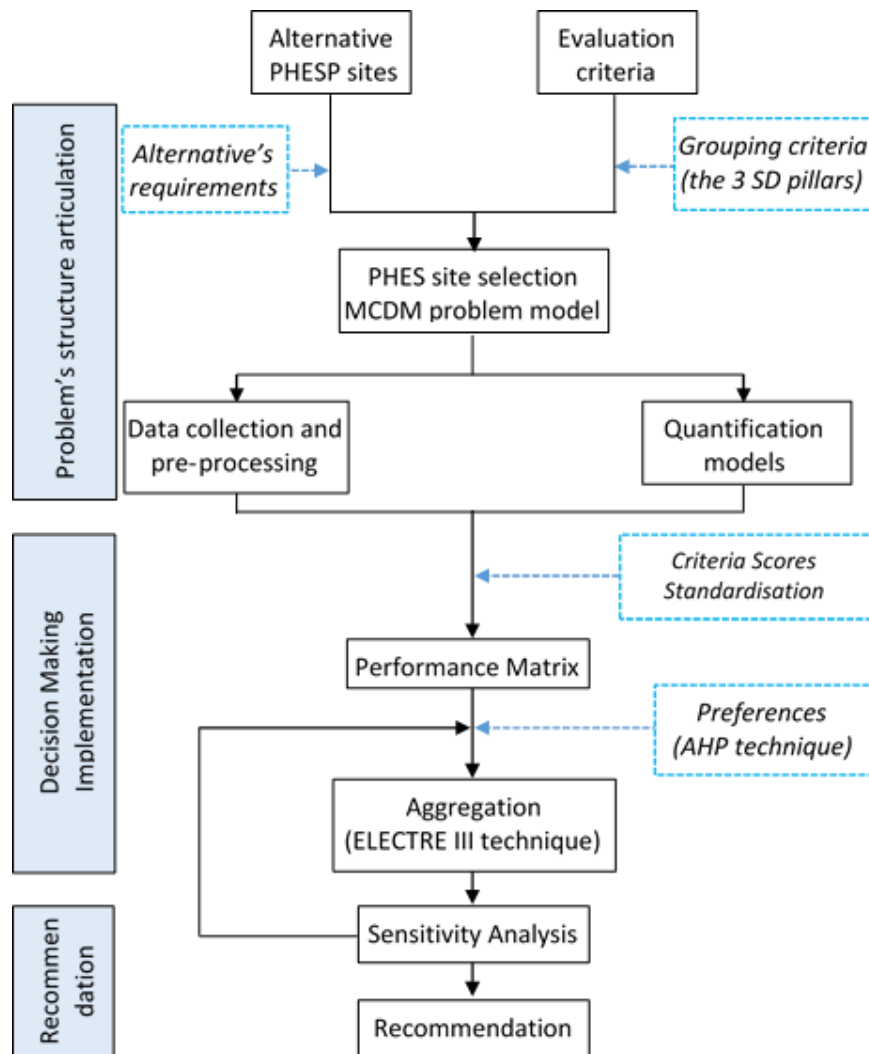 Alternative
PHESP sites
Evaluation
criteria
Problem's structure articulation
Alternative's
requirements
Grouping criteria
(the 3 SD pillars)
PHES site selection
MCDM problem model
Data collection and
pre-processing
Quantification
models
Decision Making
Implementation
Criteria Scores
Standardisation
Performance Matrix
Preferences
(AHP technique)
Aggregation
(ELECTRE III technique)
Recommen
dation
Sensitivity Analysis
Recommendation